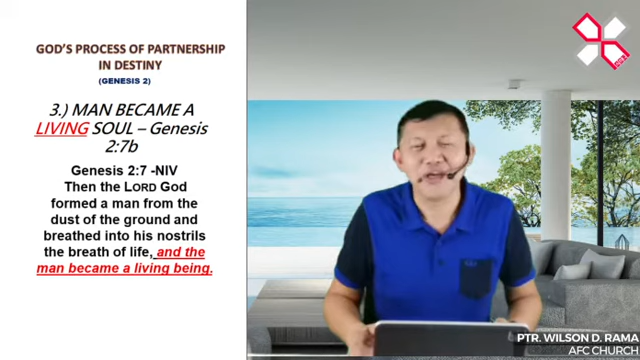 GOD'S PROCESS OF PARTNERSHIP
IN DESTINY
(GENESIS 2)
3.) MAN BECAME A
LIVING SOUL – Genesis
2:7b
Genesis 2:7 -NIV
Then the LORD God
formed a man from the
dust of the ground and
breathed into his nostrils
the breath of life, and the
man became a living being.
2021
PTR. WILSON D. RAMA
AFC CHURCH